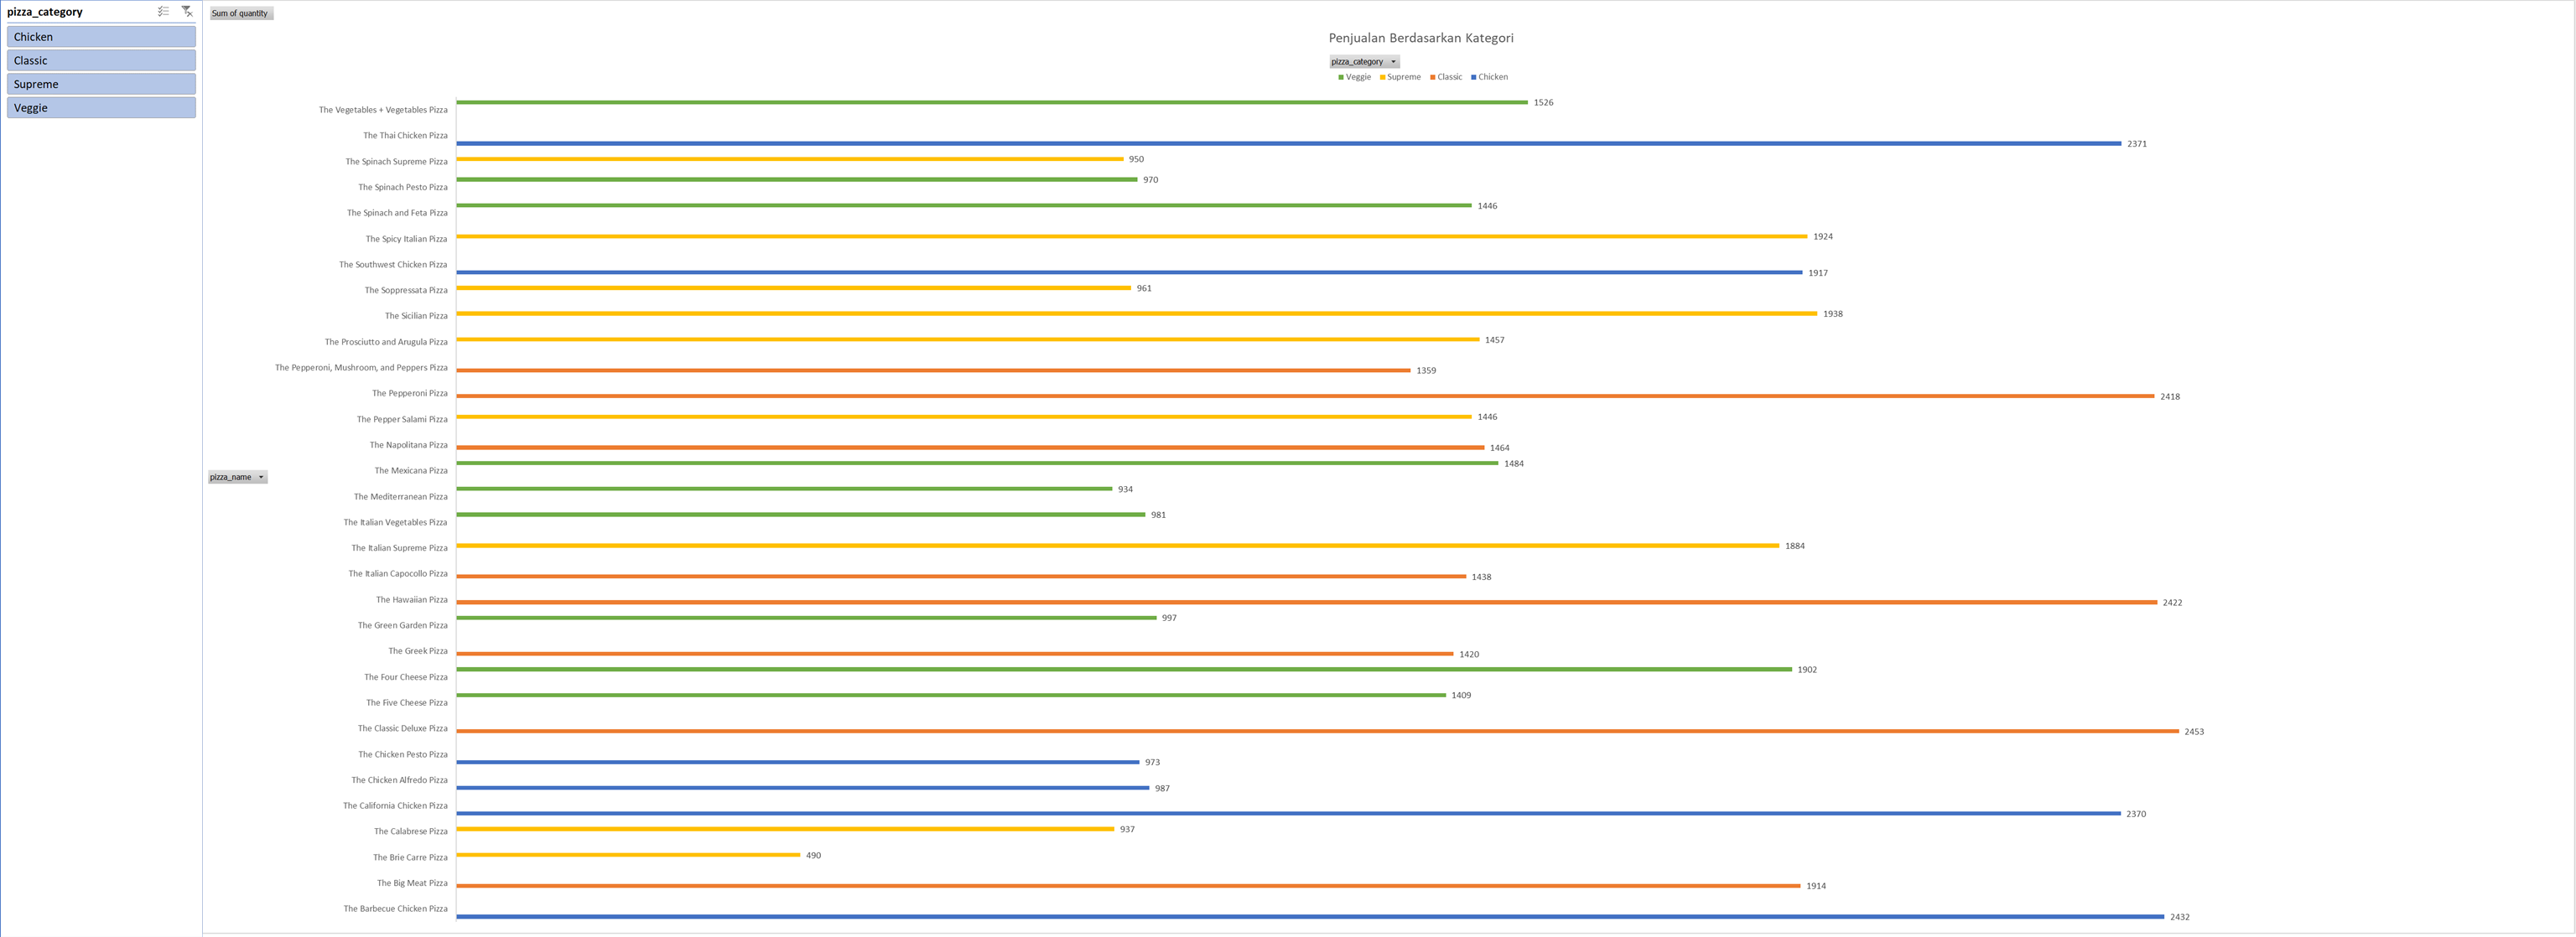 pizza_category
Chicken
Classic
Supreme
Veggie
Sum of quantity
Penjualan Berdasarkan Kategori
pizza_category
Veggie Supreme Classic Chicken
The Vegetables + Vegetables Pizza 1526
The Thai Chicken Pizza 2371
The Spinach Supreme Pizza 950
The Spinach Pesto Pizza 970
The Spinach and Feta Pizza 1446
The Spicy Italian Pizza 1924
The Southwest Chicken Pizza 1917
The Soppressata Pizza 961
The Sicilian Pizza 1938
The Prosciutto and Arugula Pizza 1457
The Pepperoni, Mushroom, and Peppers Pizza 1359
The Pepperoni Pizza 2418
The Pepper Salami Pizza 1446
The Napolitana Pizza 1464
The Mexicana Pizza 1484
pizza_name
The Mediterranean Pizza 934
The Italian Vegetables Pizza 981
The Italian Supreme Pizza 1884
The Italian Capocollo Pizza 1438
The Hawaiian Pizza 2422
The Green Garden Pizza 997
The Greek Pizza 1420
The Four Cheese Pizza 1902
The Five Cheese Pizza 1409
The Classic Deluxe Pizza 2453
The Chicken Pesto Pizza 973
The Chicken Alfredo Pizza 987
The California Chicken Pizza 2370
The Calabrese Pizza 937
The Brie Carre Pizza 490
The Big Meat Pizza 1914
The Barbecue Chicken Pizza 2432